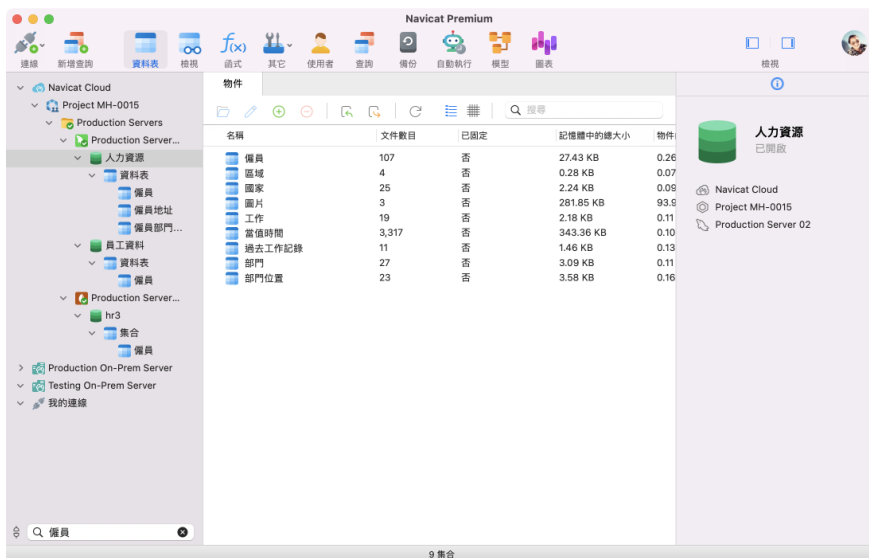 Navicat Premium
連線 新增查詢 資料表 檢視 函式 其它 使用者 查詢 備份 自動執行 模型 圖表 檢視
Navicat Cloud
Project MH-0015
Production Servers
Production Server...
人力資源
資料表
僱員
僱員地址
僱員部門...
員工資料
資料表
僱員
Production Server...
hr3
集合
僱員
Production On-Prem Server
Testing On-Prem Server
我的連線
僱員
物件
搜尋
名稱 文件數目 已固定 記憶體中的總大小 物件
僱員 107 否 27.43 KB 0.26
區域 4 否 0.28 KB 0.07
國家 25 否 2.24 KB 0.09
圖片 3 否 281.85 KB 93.9
工作 19 否 2.18 KB 0.11
當值時間 3,317 否 343.36 KB 0.10
過去工作記錄 11 否 1.46 KB 0.13
部門 27 否 3.09 KB 0.11
部門位置 23 否 3.58 KB 0.16
人力資源
已開啟
Navicat Cloud
Project MH-0015
Production Server 02
9 集合